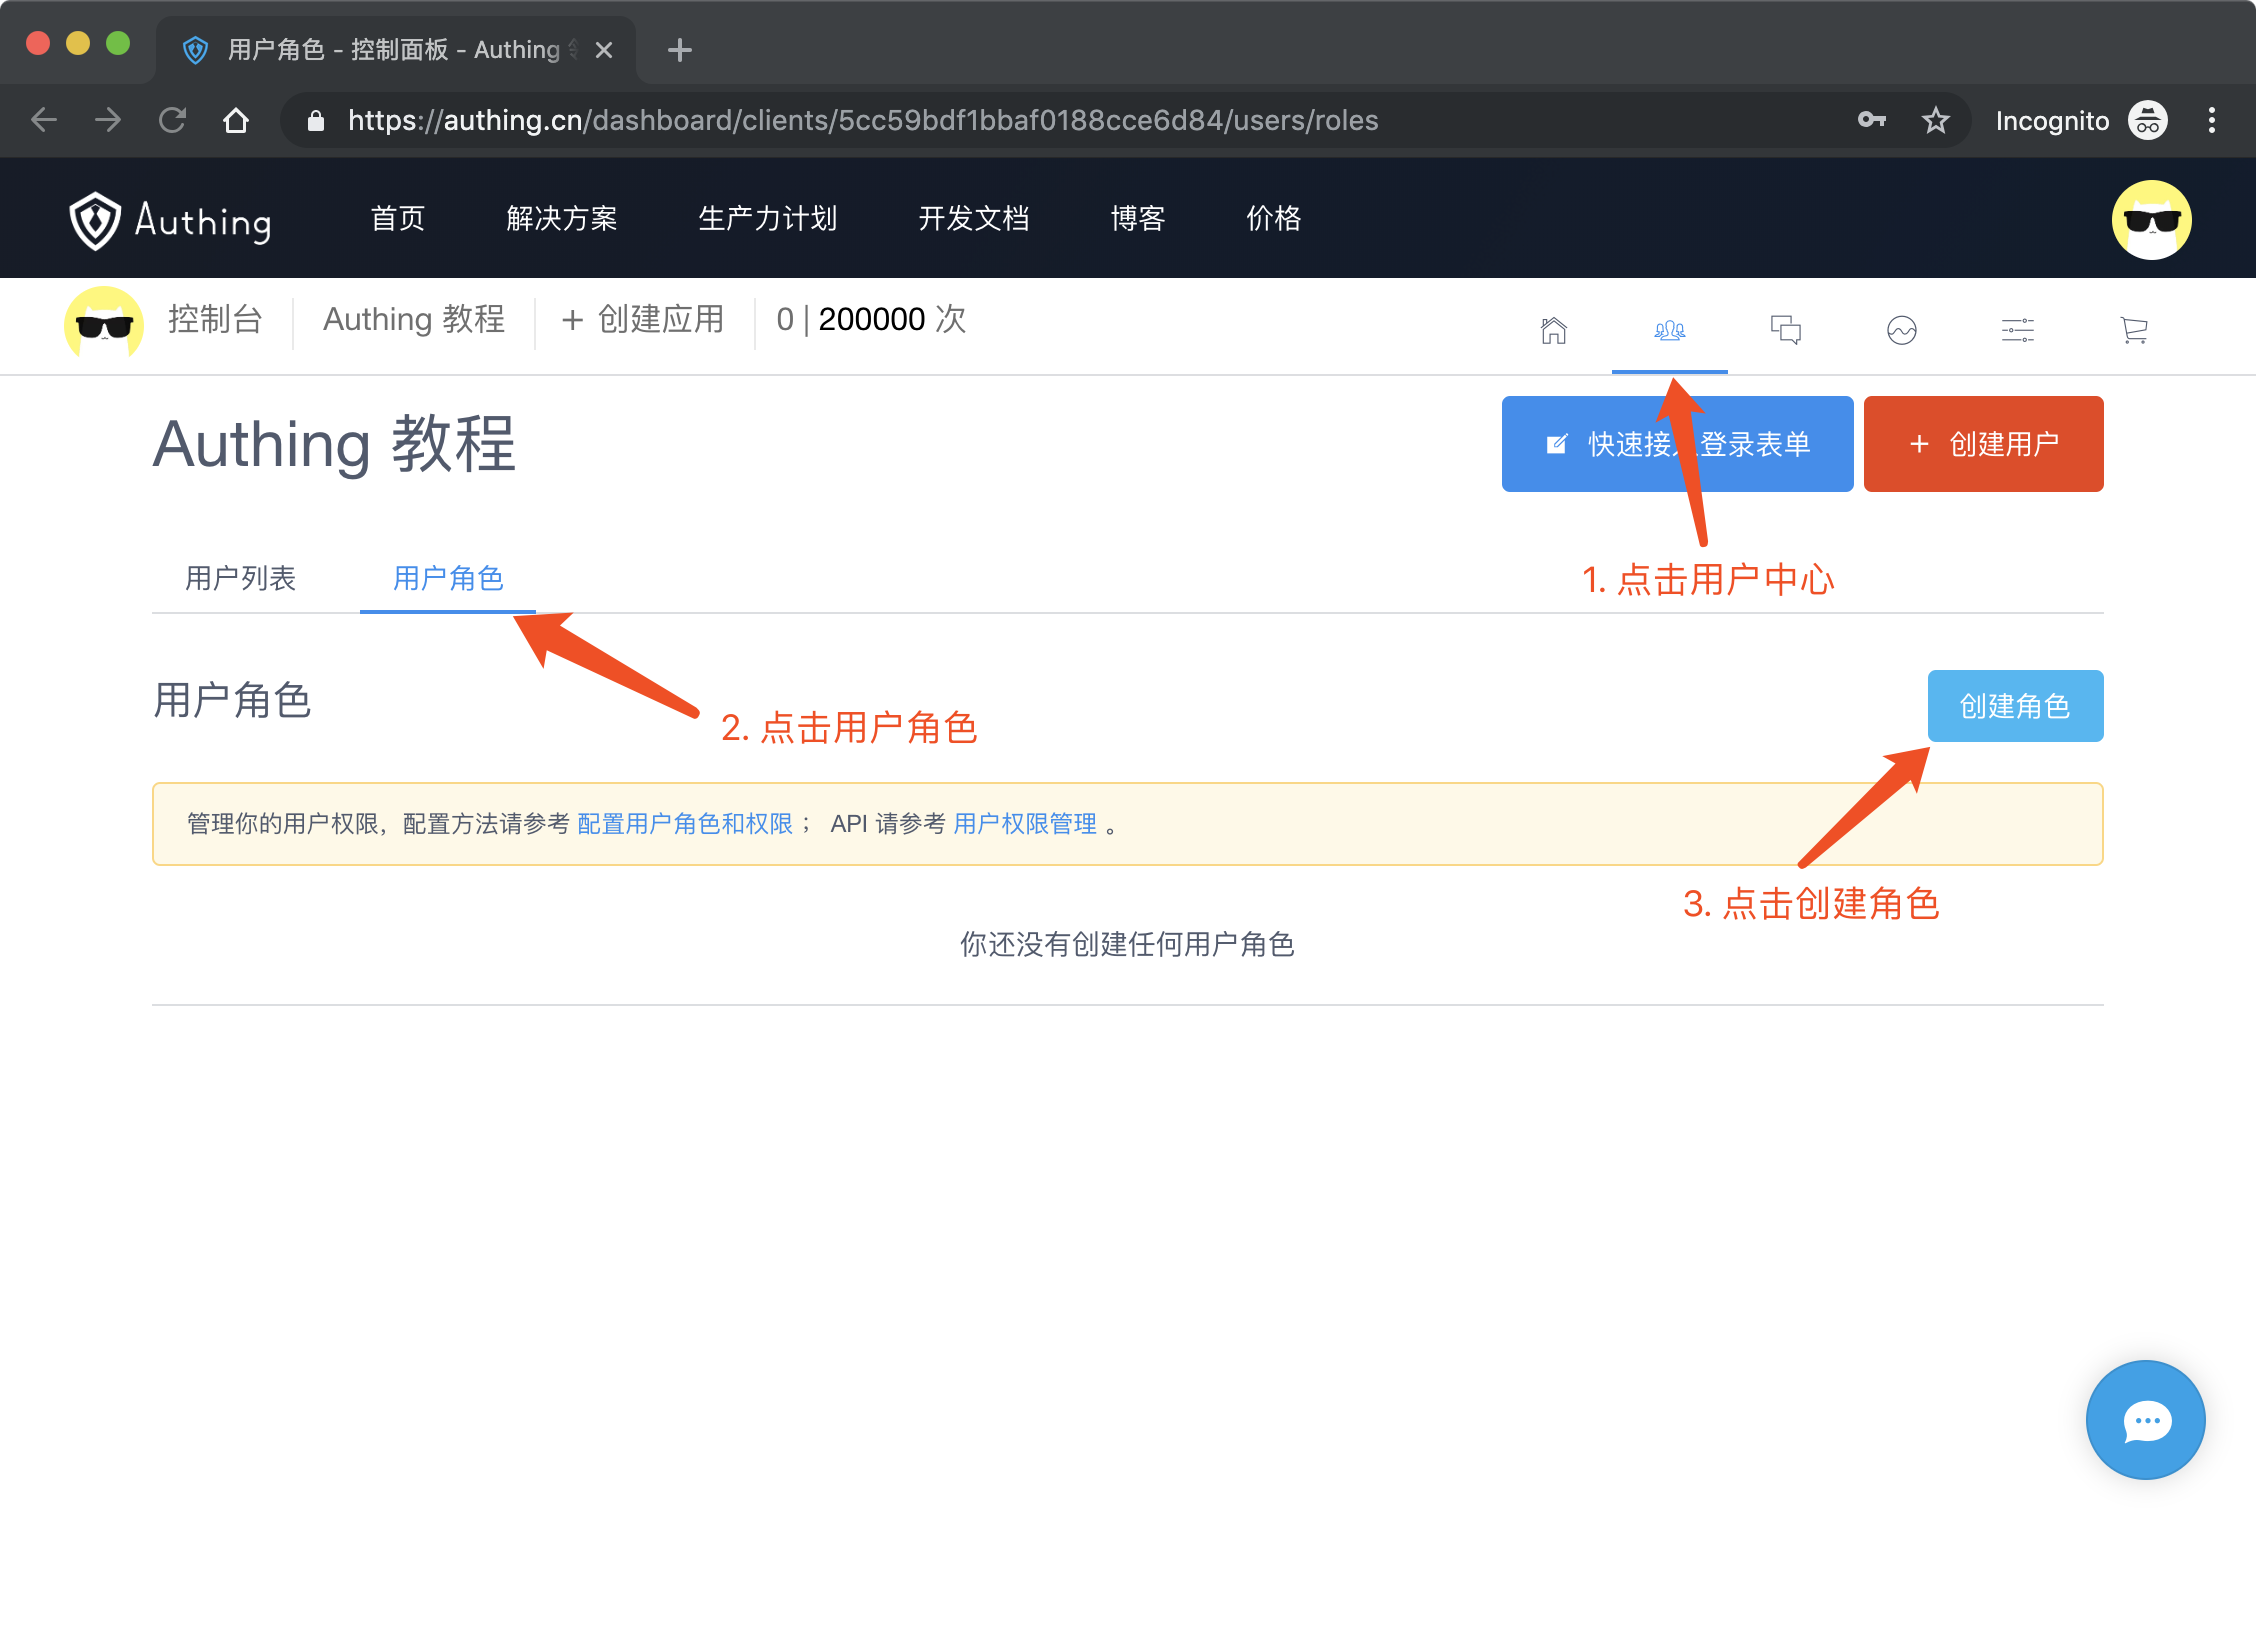 用户角色 - 控制面板 - Authing
https://authing.cn/dashboard/clients/5cc59bdf1bbaf0188cce6d84/users/roles
Incognito
Authing 首页 解决方案 生产力计划 开发文档 博客 价格
控制台 Authing 教程 + 创建应用 0 | 200000 次
Authing 教程
快速接 登录表单
+ 创建用户
用户列表 用户角色
1. 点击用户中心
用户角色
创建角色
2. 点击用户角色
管理你的用户权限，配置方法请参考 配置用户角色和权限 ； API 请参考 用户权限管理 。
3. 点击创建角色
你还没有创建任何用户角色